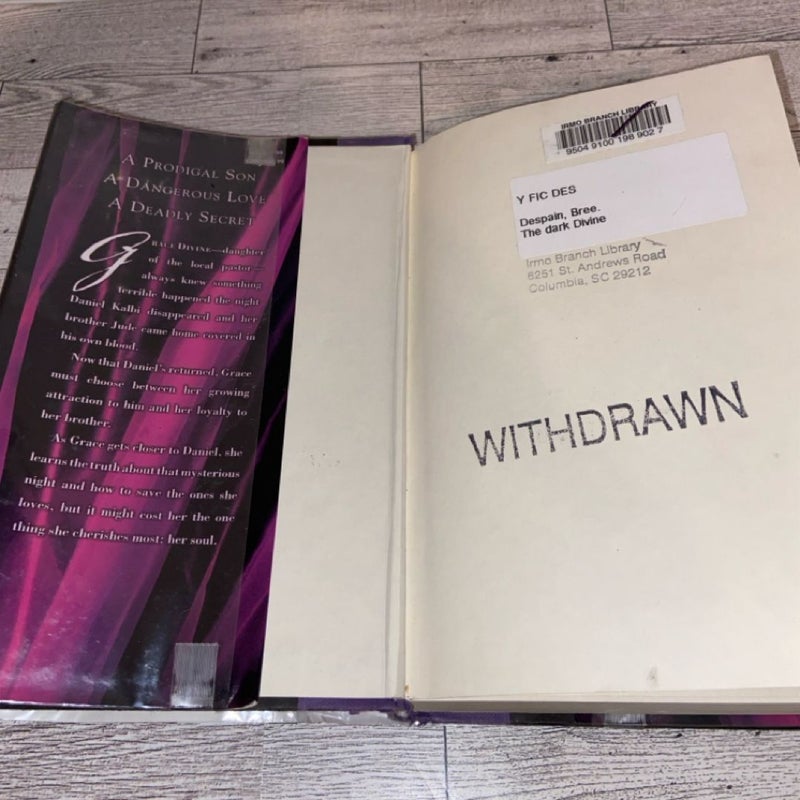 A PRODIGAL SON
A DANGEROUS LOVE
A DEADLY SECRET
GRACE DIVINE—daughter
of the local pastor—
always knew something
terrible happened the night
Daniel Kalbi disappeared and her
brother Jude came home covered in
his own blood.
Now that Daniel's returned, Grace
must choose between her growing
attraction to him and her loyalty to
her brother.
As Grace gets closer to Daniel, she
learns the truth about that mysterious
night and how to save the ones she
loves, but it might cost her the one
thing she cherishes most: her soul.
IRMO BRANCH LIBRARY
9504 9100 198 902 7
Y FIC DES
Despain, Bree.
The dark Divine
Irmo Branch Library
6251 St. Andrews Road
Columbia, SC 29212
WITHDRAWN